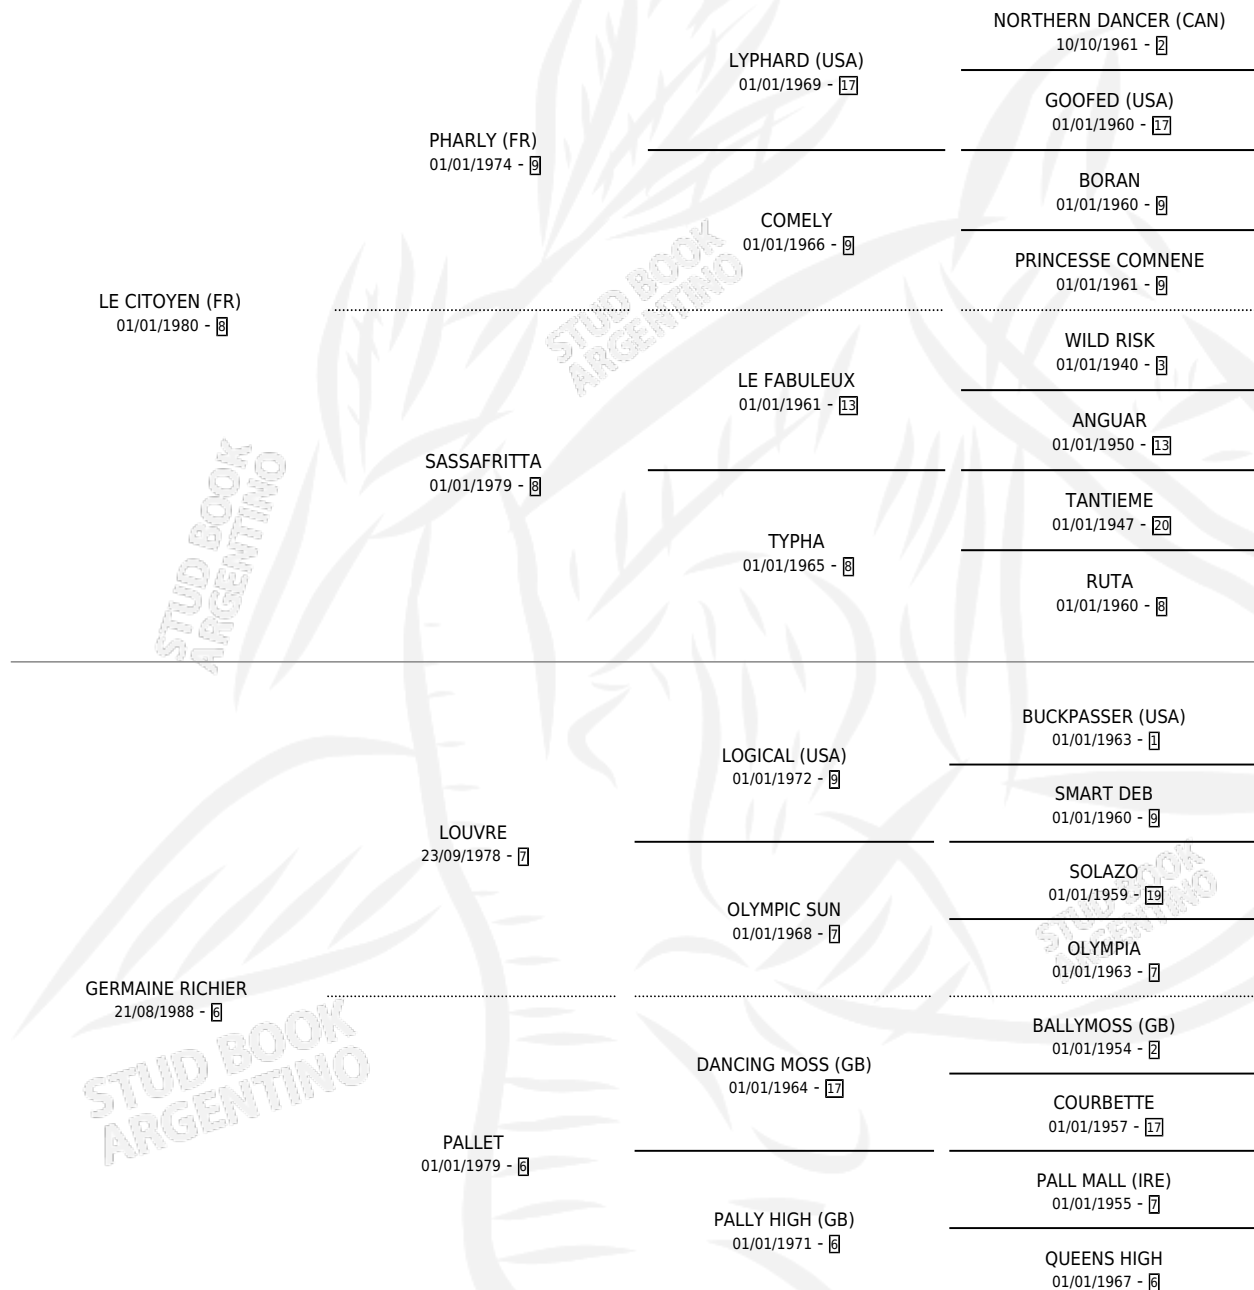 NORTHERN DANCER (CAN)
10/10/1961 - 2
LYPHARD (USA)
01/01/1969 - 17
GOOFED (USA)
01/01/1960 - 17
PHARLY (FR)
01/01/1974 - 9
BORAN
01/01/1960 - 9
COMELY
01/01/1966 - 9
PRINCESSE COMNENE
01/01/1961 - 9
LE CITOYEN (FR)
01/01/1980 - 8
STUD BOOK
ARGENTINO
WILD RISK
01/01/1940 - 3
LE FABULEUX
01/01/1961 - 13
ANGUAR
01/01/1950 - 13
SASSAFRITTA
01/01/1979 - 8
TANTIEME
01/01/1947 - 20
TYPHA
01/01/1965 - 8
RUTA
01/01/1960 - 8
STUD BOOK
ARGENTINO
BUCKPASSER (USA)
01/01/1963 - 1
LOGICAL (USA)
01/01/1972 - 9
SMART DEB
01/01/1960 - 9
LOUVRE
23/09/1978 - 7
SOLAZO
01/01/1959 - 19
OLYMPIC SUN
01/01/1968 - 7
OLYMPIA
01/01/1963 - 7
STUD BOOK
ARGENTINO
GERMAINE RICHIER
21/08/1988 - 6
BALLYMOSS (GB)
01/01/1954 - 2
DANCING MOSS (GB)
01/01/1964 - 17
COURBETTE
01/01/1957 - 17
STUD BOOK
ARGENTINO
PALLET
01/01/1979 - 6
PALL MALL (IRE)
01/01/1955 - 7
PALLY HIGH (GB)
01/01/1971 - 6
QUEENS HIGH
01/01/1967 - 6